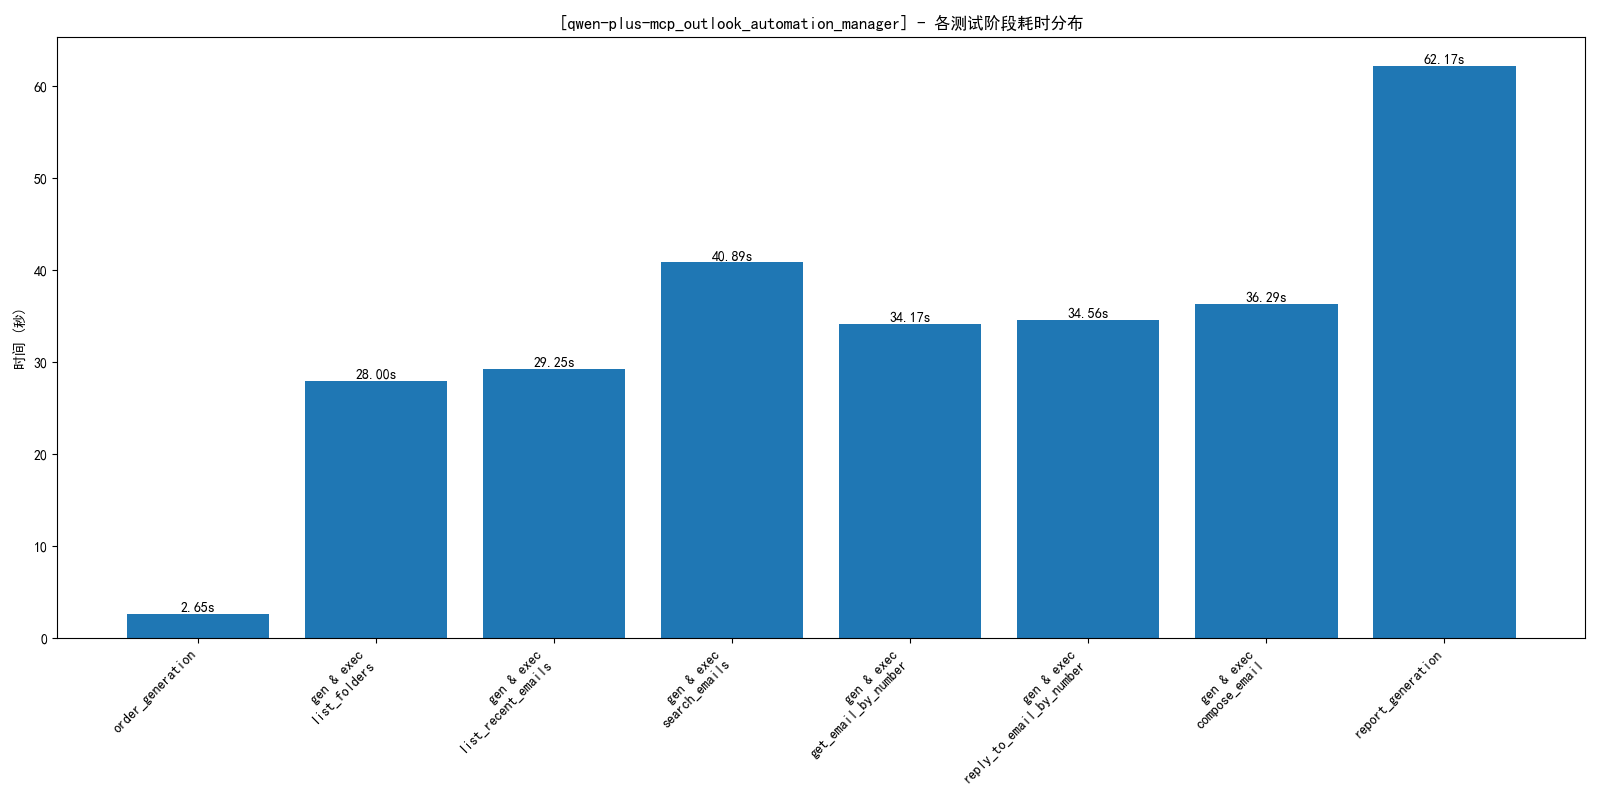 [qwen-plus-mcp_outlook_automation_manager] - 各测试阶段耗时分布
时间 (秒)
60
50
40
30
20
10
0
2.65s
28.00s
29.25s
40.89s
34.17s
34.56s
36.29s
62.17s
order_generation
gen & exec
list_folders
gen & exec
list_recent_emails
gen & exec
search_emails
gen & exec
get_email_by_number
gen & exec
reply_to_email_by_number
gen & exec
compose_email
report_generation